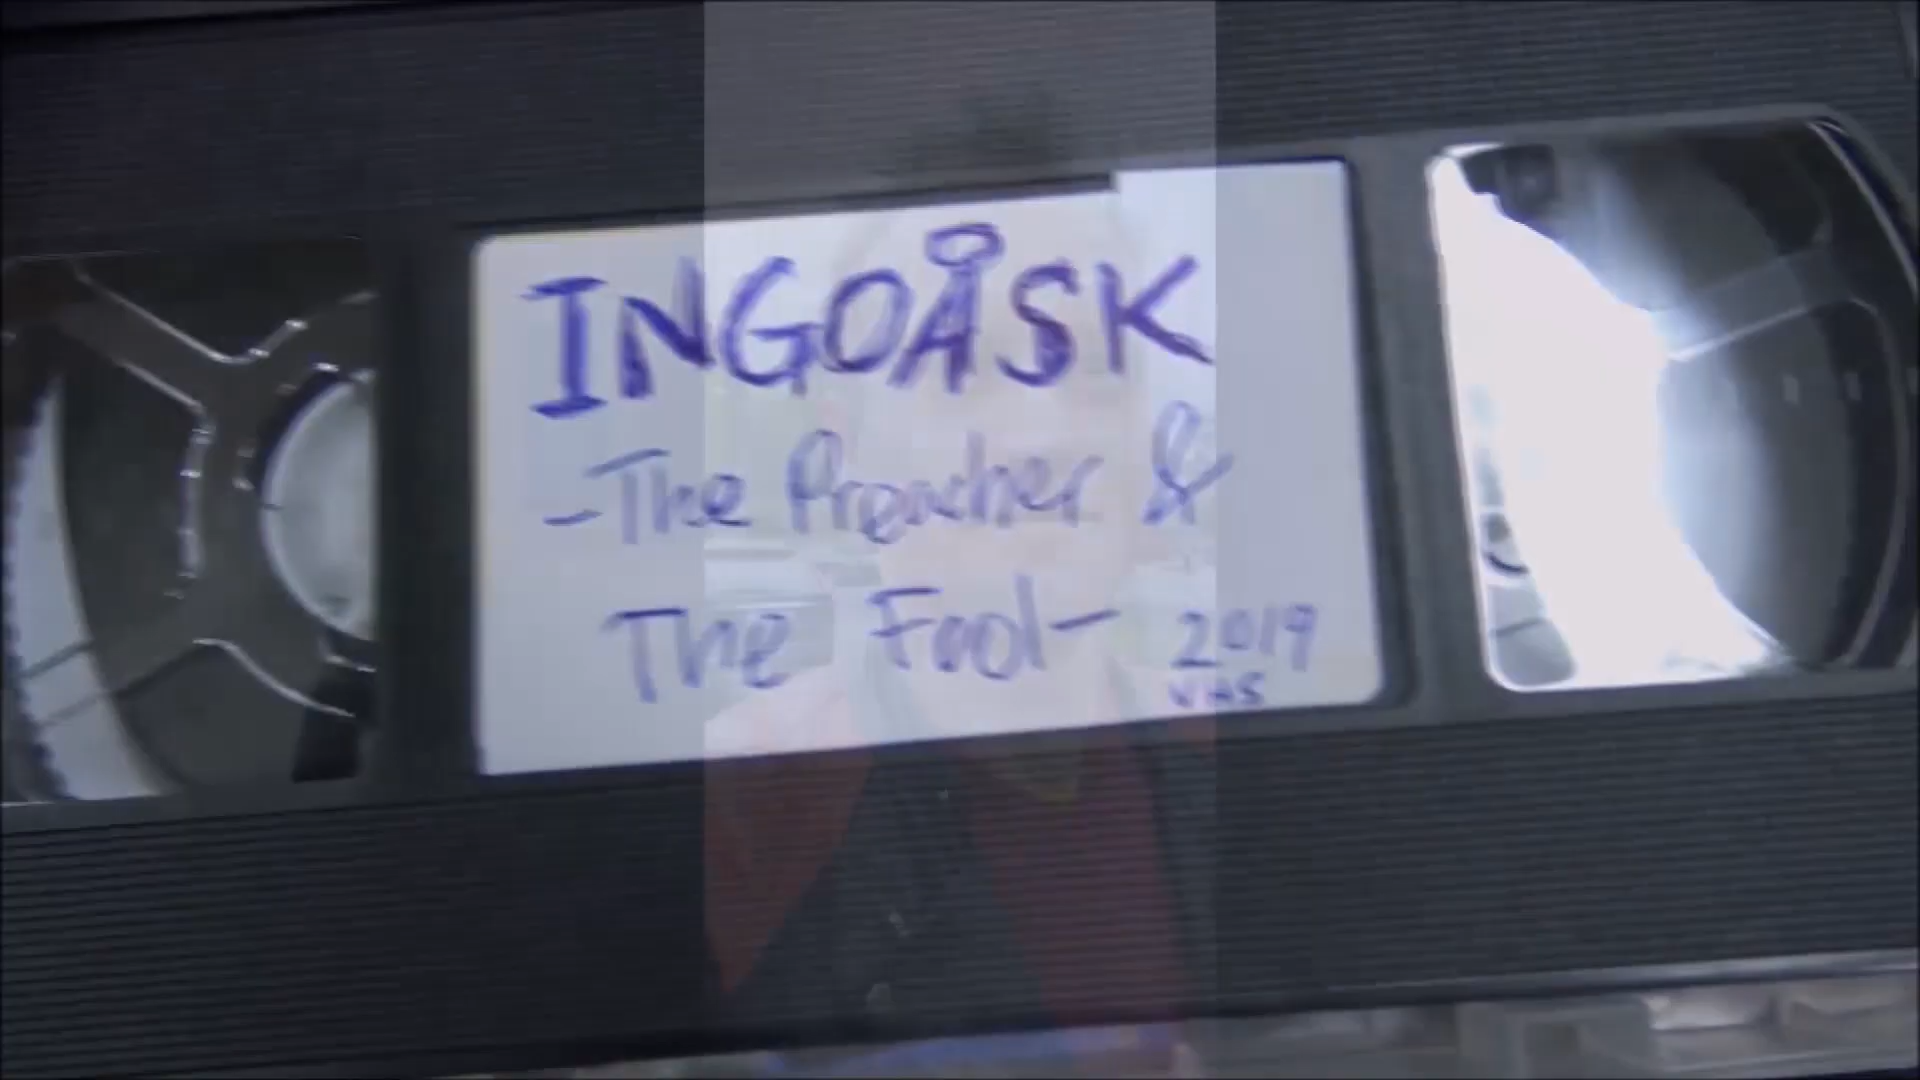 INGOÅSK
-The Preacher &
The Fool-
2019
VHS